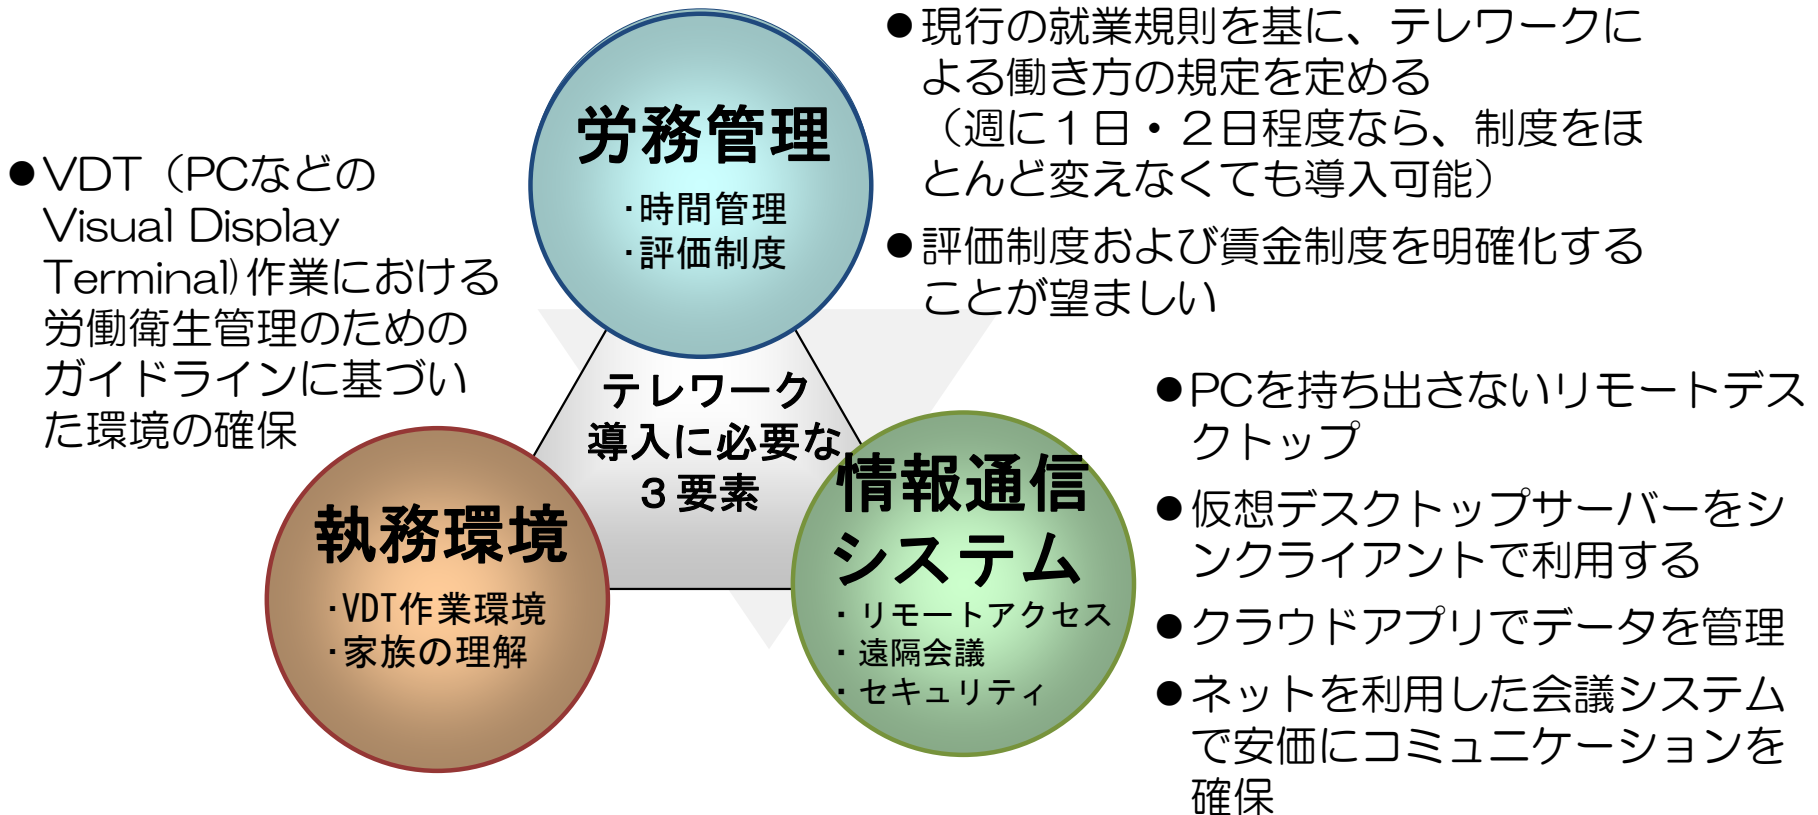 労務管理
・時間管理
・評価制度
●現行の就業規則を基に、テレワークに
よる働き方の規定を定める
（週に１日・２日程度なら、制度をほ
とんど変えなくても導入可能）
●評価制度および賃金制度を明確化する
ことが望ましい
●VDT（PCなどの
Visual Display
Terminal)作業における
労働衛生管理のための
ガイドラインに基づい
た環境の確保
テレワーク
導入に必要な
３要素
執務環境
・VDT作業環境
・家族の理解
情報通信
システム
・リモートアクセス
・遠隔会議
・セキュリティ
●PCを持ち出さないリモートデス
クトップ
●仮想デスクトップサーバーをシ
ンクライアントで利用する
●クラウドアプリでデータを管理
●ネットを利用した会議システム
で安価にコミュニケーションを
確保